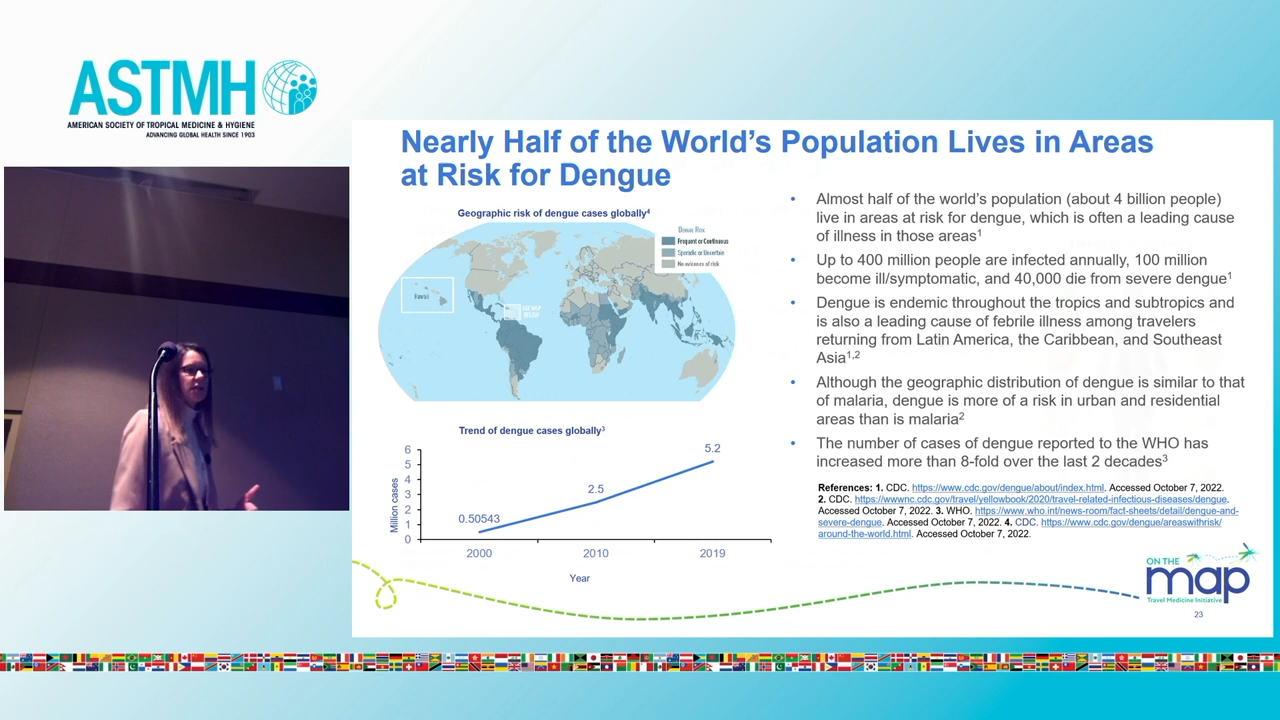 ASTMH
AMERICAN SOCIETY OF TROPICAL MEDICINE & HYGIENE
ADVANCING GLOBAL HEALTH SINCE 1903
Nearly Half of the World's Population Lives in Areas
at Risk for Dengue
Geographic risk of dengue cases globally4
Dengue Risk
Frequent or Continuous
Sporadic or Uncertain
No evidence of risk
Hawaii
SEE MAP
BELOW
Trend of dengue cases globally3
Million cases
6
5
4
3
2
1
0
0.50543
2.5
5.2
2000
2010
2019
Year
• Almost half of the world's population (about 4 billion people)
live in areas at risk for dengue, which is often a leading cause
of illness in those areas1
• Up to 400 million people are infected annually, 100 million
become ill/symptomatic, and 40,000 die from severe dengue1
• Dengue is endemic throughout the tropics and subtropics and
is also a leading cause of febrile illness among travelers
returning from Latin America, the Caribbean, and Southeast
Asia1,2
• Although the geographic distribution of dengue is similar to that
of malaria, dengue is more of a risk in urban and residential
areas than is malaria2
• The number of cases of dengue reported to the WHO has
increased more than 8-fold over the last 2 decades3
References: 1. CDC. https://www.cdc.gov/dengue/about/index.html. Accessed October 7, 2022.
2. CDC. https://wwwnc.cdc.gov/travel/yellowbook/2020/travel-related-infectious-diseases/dengue.
Accessed October 7, 2022. 3. WHO. https://www.who.int/news-room/fact-sheets/detail/dengue-and-
severe-dengue. Accessed October 7, 2022. 4. CDC. https://www.cdc.gov/dengue/areaswithrisk/
around-the-world.html. Accessed October 7, 2022.
ON THE
map
Travel Medicine Initiative
23